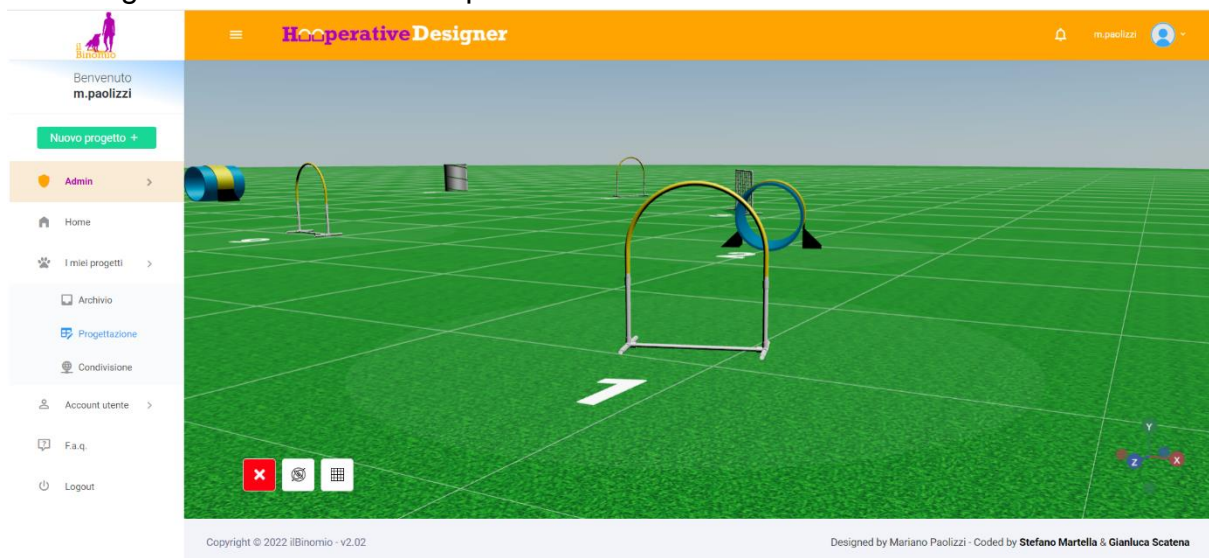 ilBinomio
HooperativeDesigner
m.paolizzi
Benvenuto
m.paolizzi
Nuovo progetto +
Admin
Home
I miei progetti
Archivio
Progettazione
Condivisione
Account utente
F.a.q.
Logout
1
Y
Z
X
Copyright © 2022 ilBinomio - v2.02
Designed by Mariano Paolizzi - Coded by Stefano Martella & Gianluca Scatena